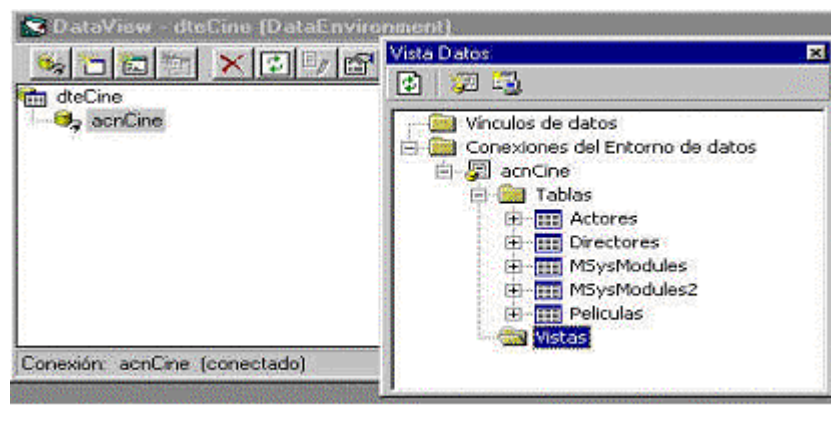 DataView - dteCine (DataEnvironment)
dteCine
acnCine
Conexión: acnCine (conectado)
Vista Datos
Vínculos de datos
Conexiones del Entorno de datos
acnCine
Tablas
Actores
Directores
MSysModules
MSysModules2
Peliculas
Vistas